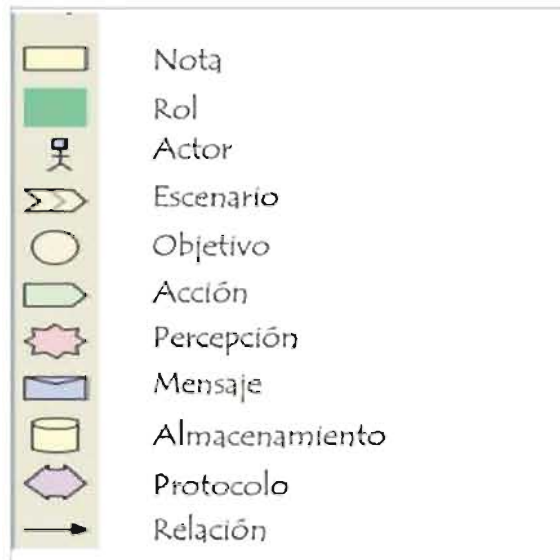 Nota
Rol
Actor
Escenario
Objetivo
Acción
Percepción
Mensaje
Almacenamiento
Protocolo
Relación